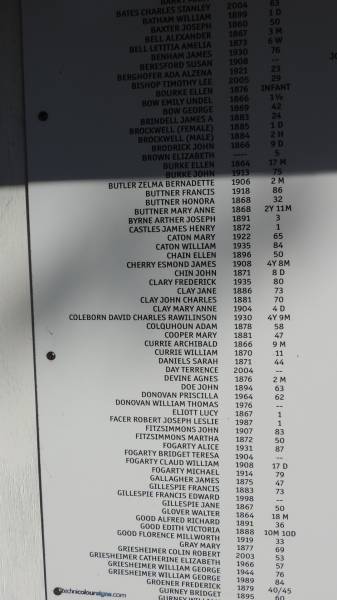 BATES CHARLES STANLEY 2004 63
BATHAM WILLIAM 1899 1 D
BAXTER JOSEPH 1860 50
BELL ALEXANDER 1867 3 M
BELL LETITIA AMELIA 1873 6 W
BENHAM JAMES 1930 76
BERESFORD SUSAN 1908 --
BERGHOFER ADA ALZENA 1921 23
BISHOP TIMOTHY LEE 2005 29
BOURKE ELLEN 1876 INFANT
BOW EMILY UNDEL 1866 1½
BOW GEORGE 1869 42
BRINDELL JAMES A 1883 24
BROCKWELL (FEMALE) 1885 1 D
BROCKWELL (MALE) 1884 2 H
BRODRICK JOHN 1866 9 D
BROWN ELIZABETH ---- 5
BURKE ELLEN 1864 17 M
BURKE JOHN 1913 75
BUTLER ZELMA BERNADETTE 1906 2 M
BUTTNER FRANCIS 1918 86
BUTTNER HONORA 1868 32
BUTTNER MARY ANNE 1868 2Y 11M
BYRNE ARTHER JOSEPH 1891 3
CASTLES JAMES HENRY 1872 1
CATON MARY 1922 65
CATON WILLIAM 1935 84
CHAIN ELLEN 1896 50
CHERRY ESMOND JAMES 1908 4Y 8M
CHIN JOHN 1871 8 D
CLARY FREDERICK 1935 80
CLAY JANE 1886 73
CLAY JOHN CHARLES 1881 70
CLAY MARY ANNE 1904 4 D
COLEBORN DAVID CHARLES RAWILINSON 1930 4Y 9M
COLQUHOUN ADAM 1878 58
COOPER MARY 1881 47
CURRIE ARCHIBALD 1866 9 M
CURRIE WILLIAM 1870 11
DANIELS SARAH 1871 44
DAY TERRENCE 2004 --
DEVINE AGNES 1876 2 M
DOE JOHN 1894 63
DONOVAN PRISCILLA 1964 62
DONOVAN WILLIAM THOMAS 1976 --
ELIOTT LUCY 1867 1
FACER ROBERT JOSEPH LESLIE 1987 1
FITZSIMMONS JOHN 1907 83
FITZSIMMONS MARTHA 1872 50
FOGARTY ALICE 1931 87
FOGARTY BRIDGET TERESA 1904 --
FOGARTY CLAUD WILLIAM 1908 17 D
FOGARTY MICHAEL 1914 79
GALLAGHER JAMES 1875 47
GILLESPIE FRANCIS 1883 73
GILLESPIE FRANCIS EDWARD 1998 --
GILLESPIE JANE 1867 50
GLOVER WALTER 1864 18 M
GOOD ALFRED RICHARD 1891 36
GOOD EDITH VICTORIA 1888 10M 10D
GOOD FLORENCE MILLWORTH 1919 33
GRAY MARY 1877 69
GRIESHEIMER COLIN ROBERT 2003 53
GRIESHEIMER CATHERINE ELIZABETH 1966 57
GRIESHEIMER WILLIAM GEORGE 1944 76
GRIESHEIMER WILLIAM GEORGE 1989 84
GROENER FREDERICK 1879 40/45
GURNEY BRIDGET 1895 60